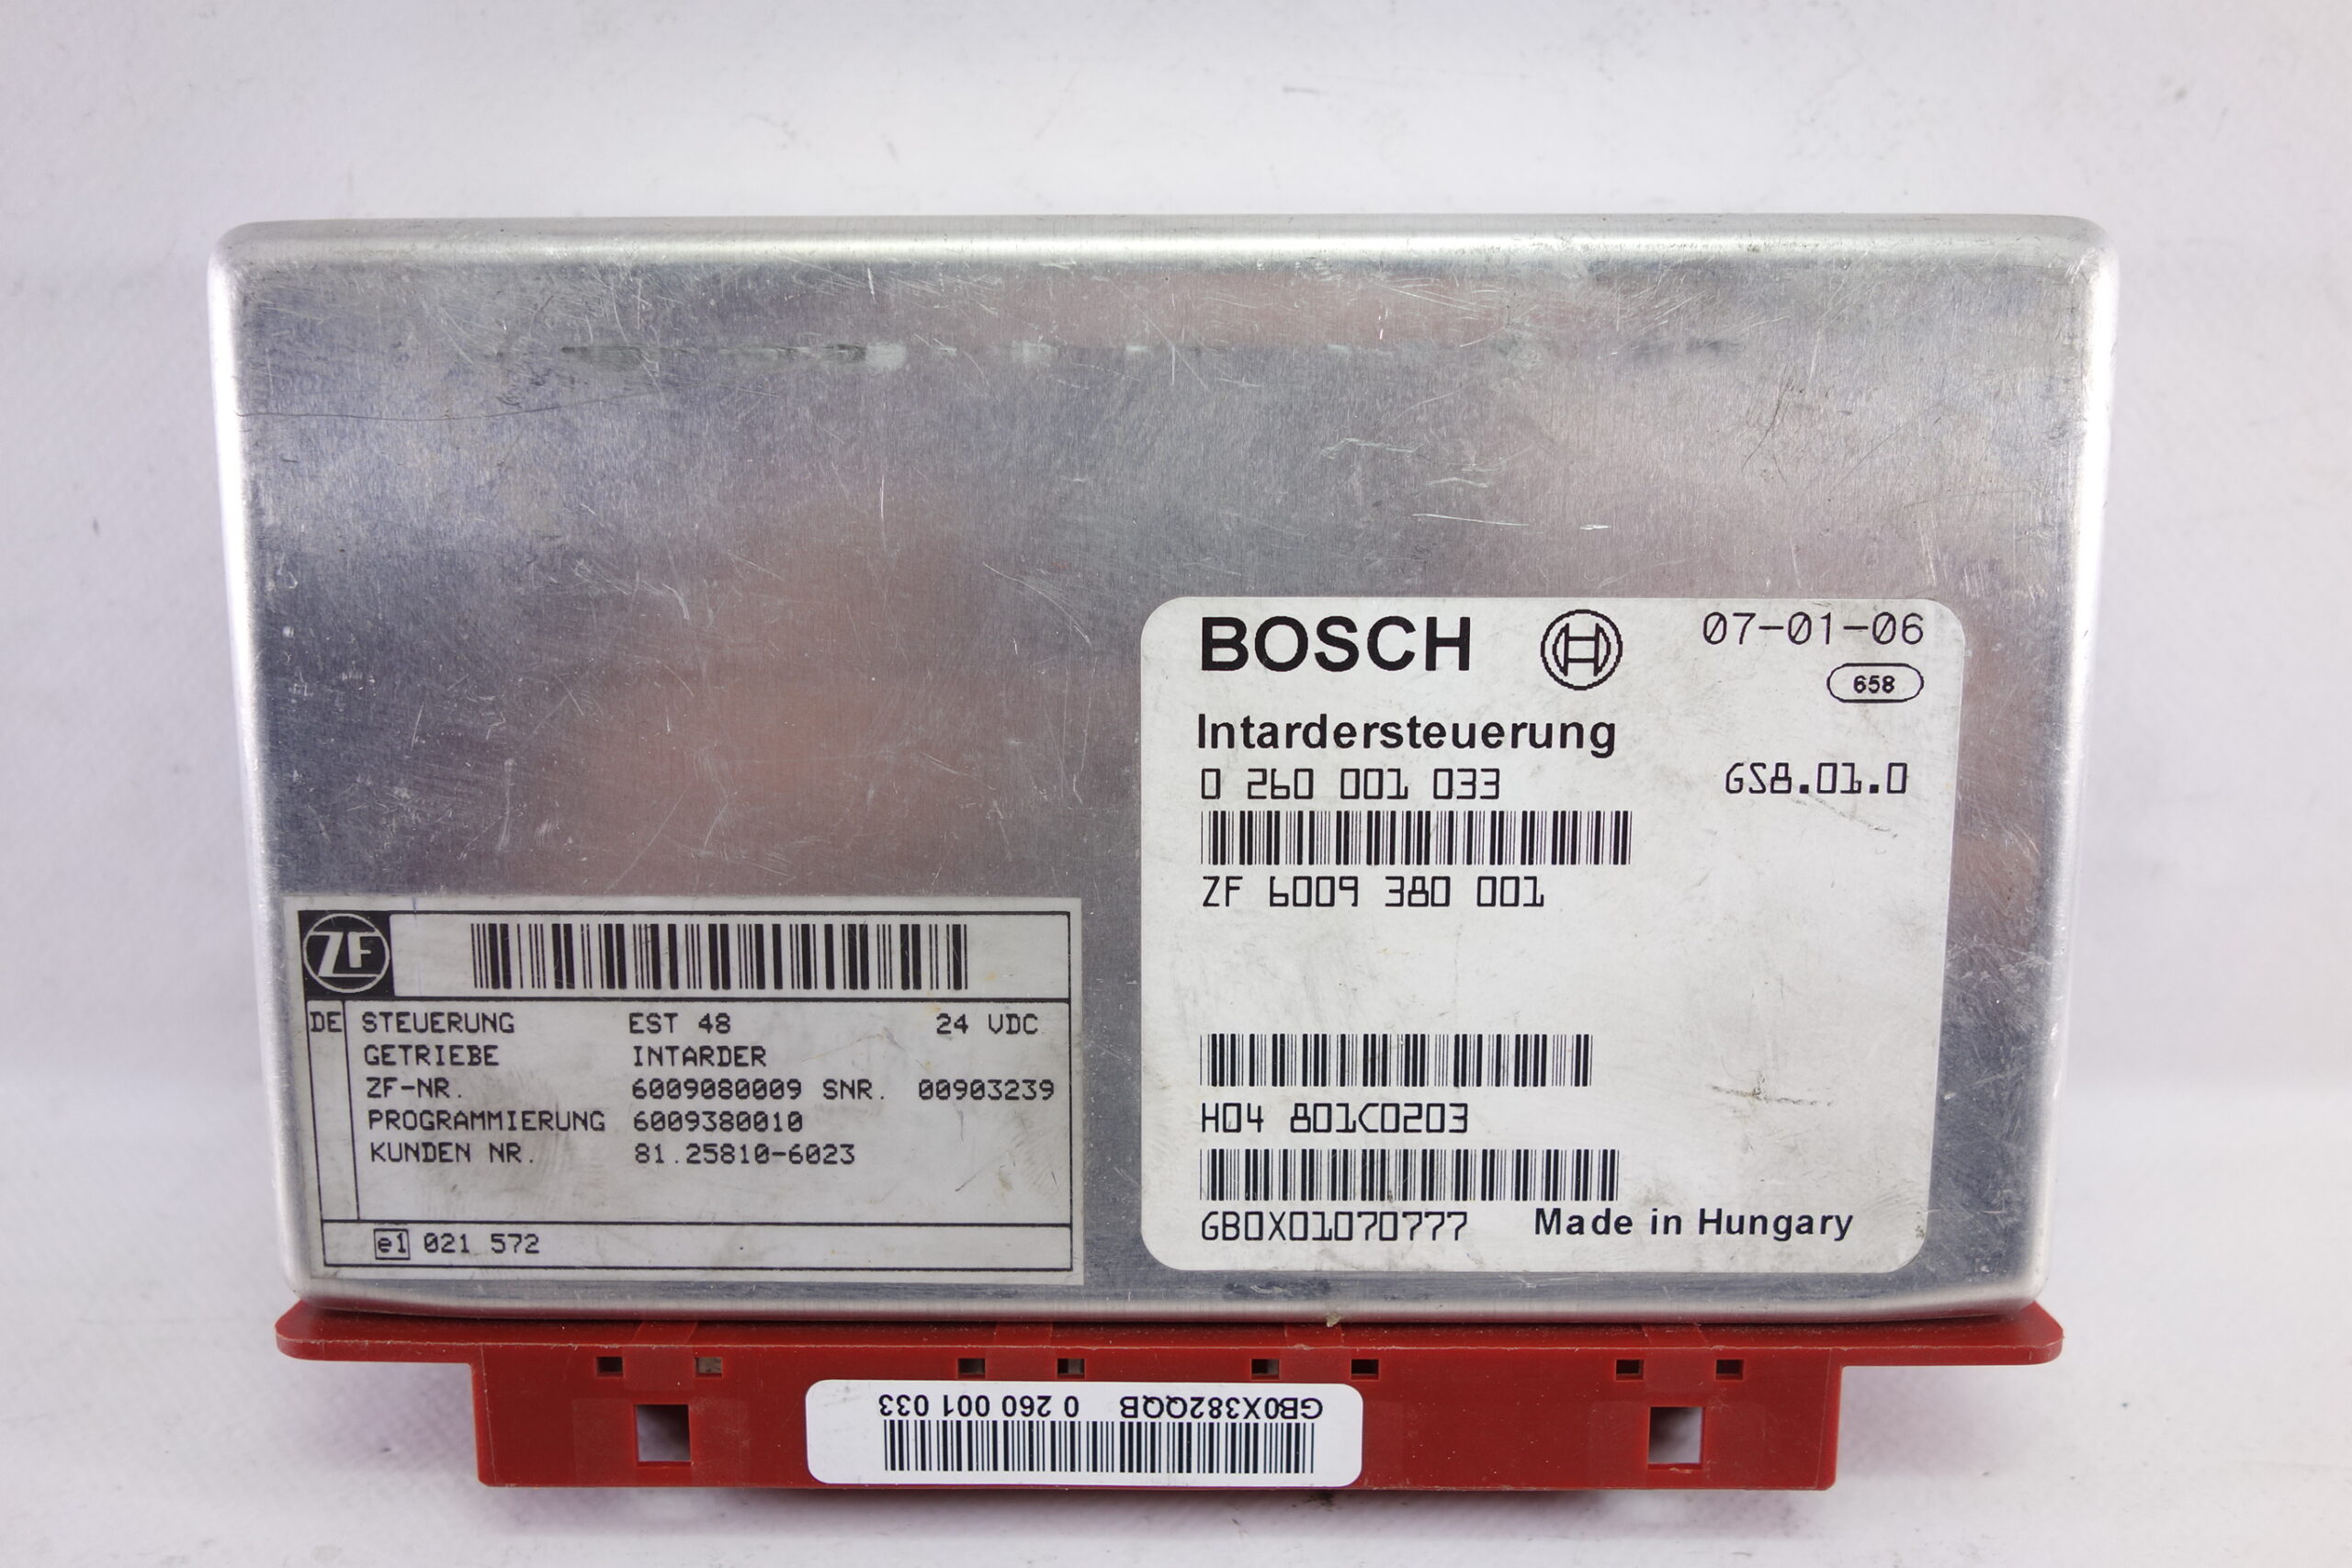 BOSCH 07-01-06
658
Intardersteuerung
0 260 001 033 GS8.01.0
ZF 6009 380 001
H04 801C0203
GB0X01070777 Made in Hungary
ZF
DE STEUERUNG EST 48 24 VDC
GETRIEBE INTARDER
ZF-NR. 6009080009 SNR. 00903239
PROGRAMMIERUNG 6009380010
KUNDEN NR. 81.25810-6023
e1 021 572
GB0X382QQB 0 260 001 033